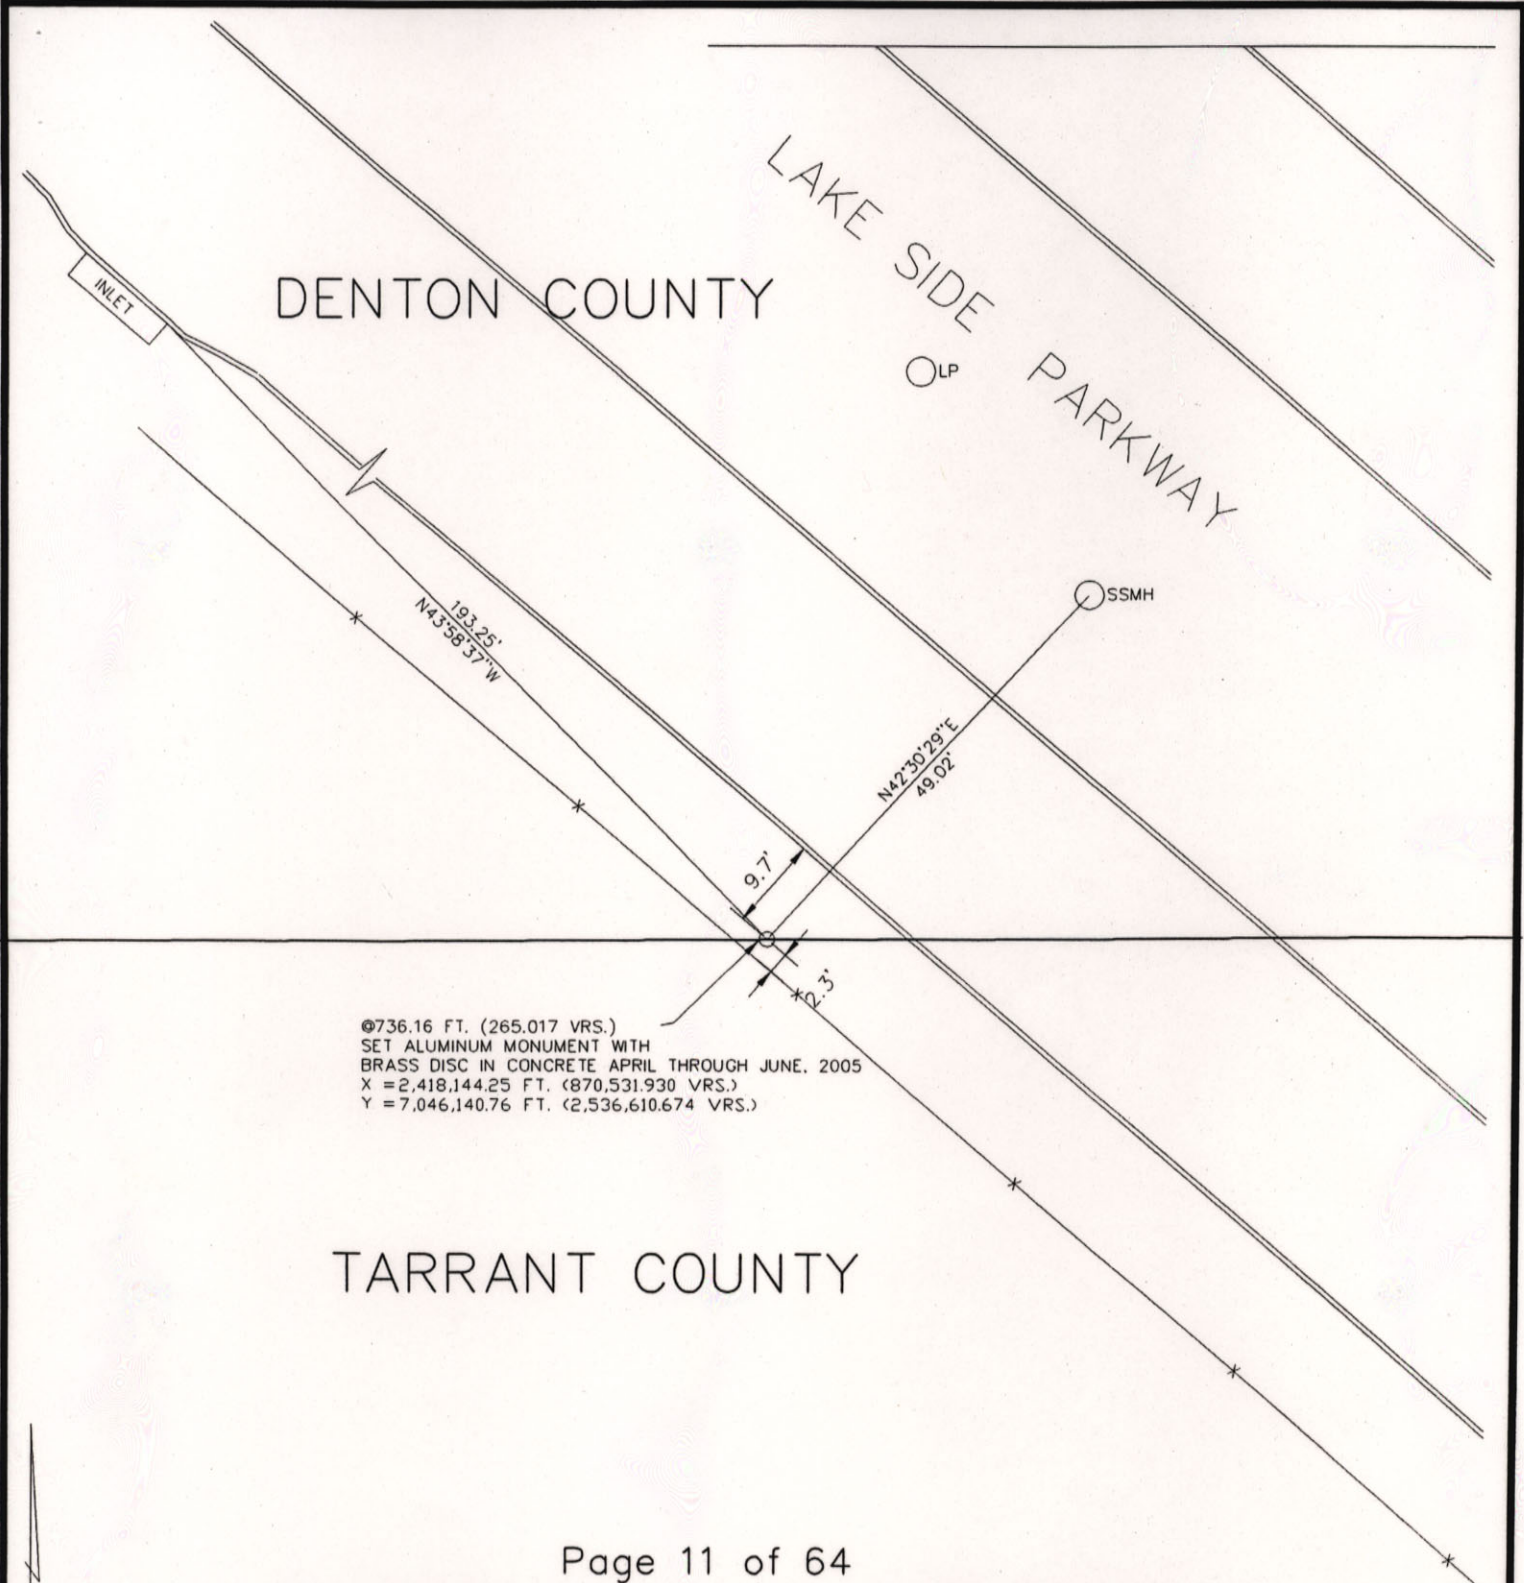 LAKE SIDE PARKWAY
INLET
DENTON COUNTY
LP
SSMH
193.25'
N43°58'37"W
N42°30'29"E
49.02'
9.7'
2.3'
@736.16 FT. (265.017 VRS.)
SET ALUMINUM MONUMENT WITH
BRASS DISC IN CONCRETE APRIL THROUGH JUNE, 2005
X =2,418,144.25 FT. (870,531.930 VRS.)
Y =7,046,140.76 FT. (2,536,610.674 VRS.)
TARRANT COUNTY
Page 11 of 64